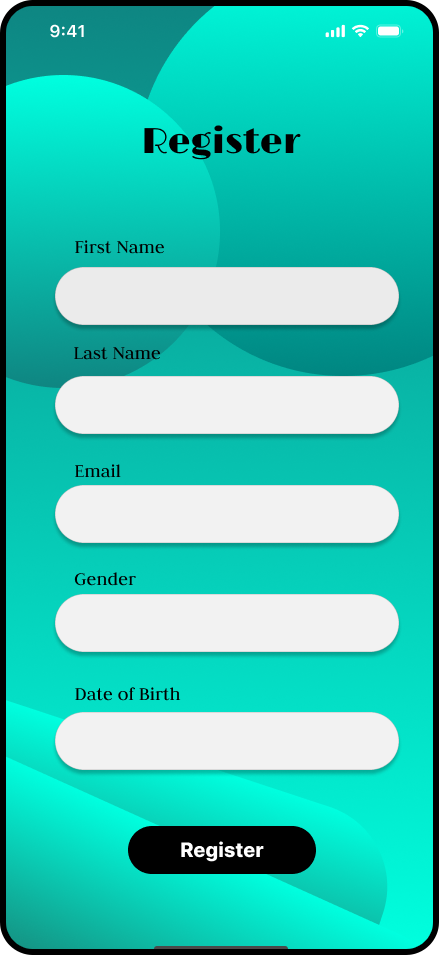 9:41
Register
First Name
Last Name
Email
Gender
Date of Birth
Register